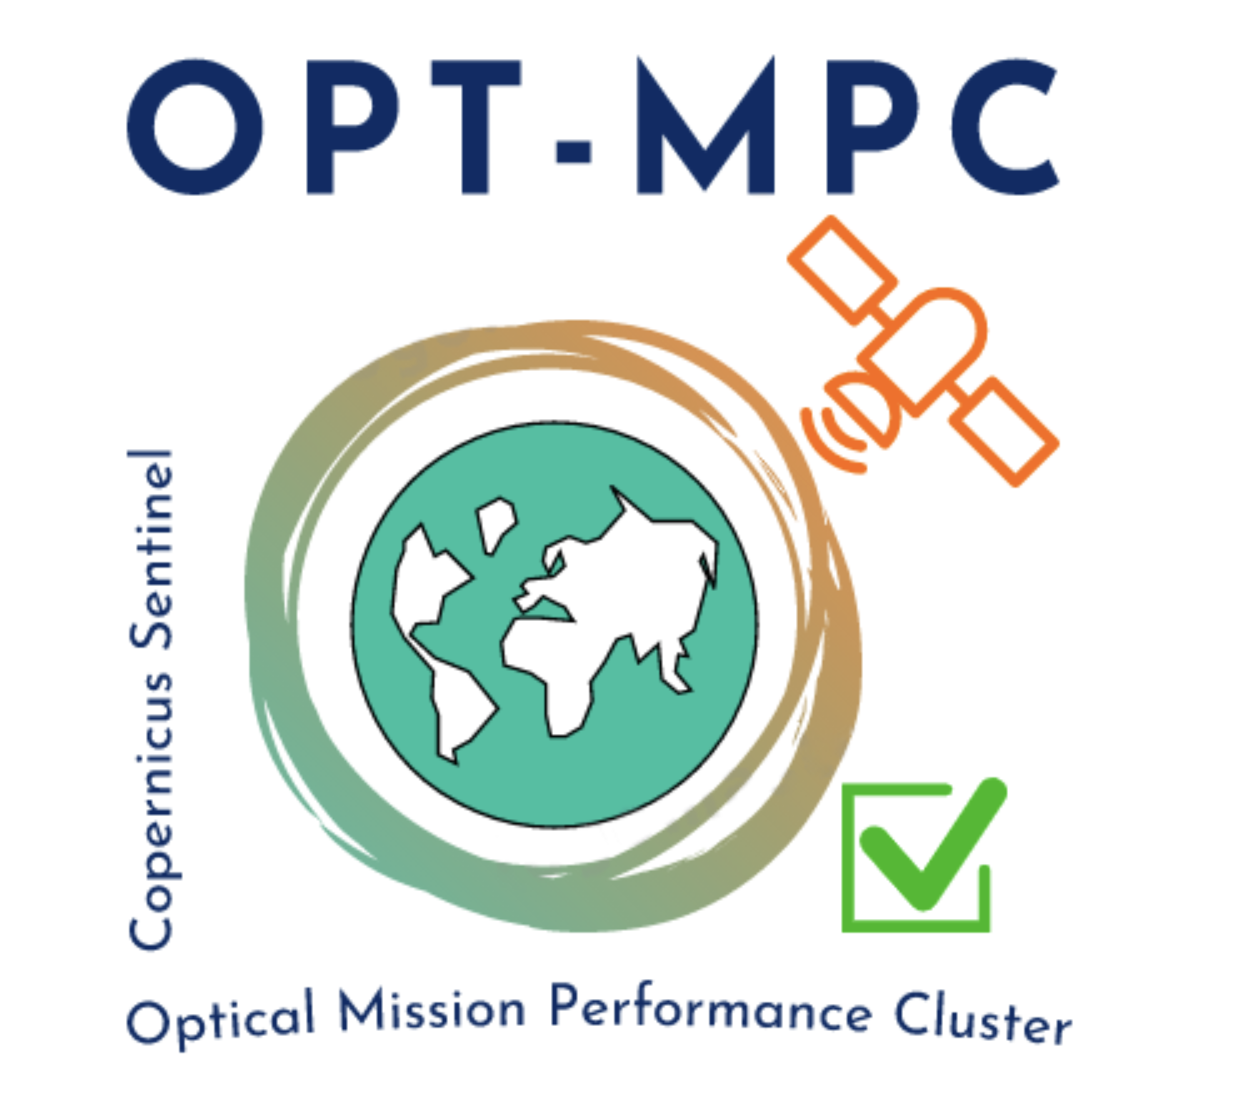 OPT-MPC
Copernicus Sentinel
Optical Mission Performance Cluster